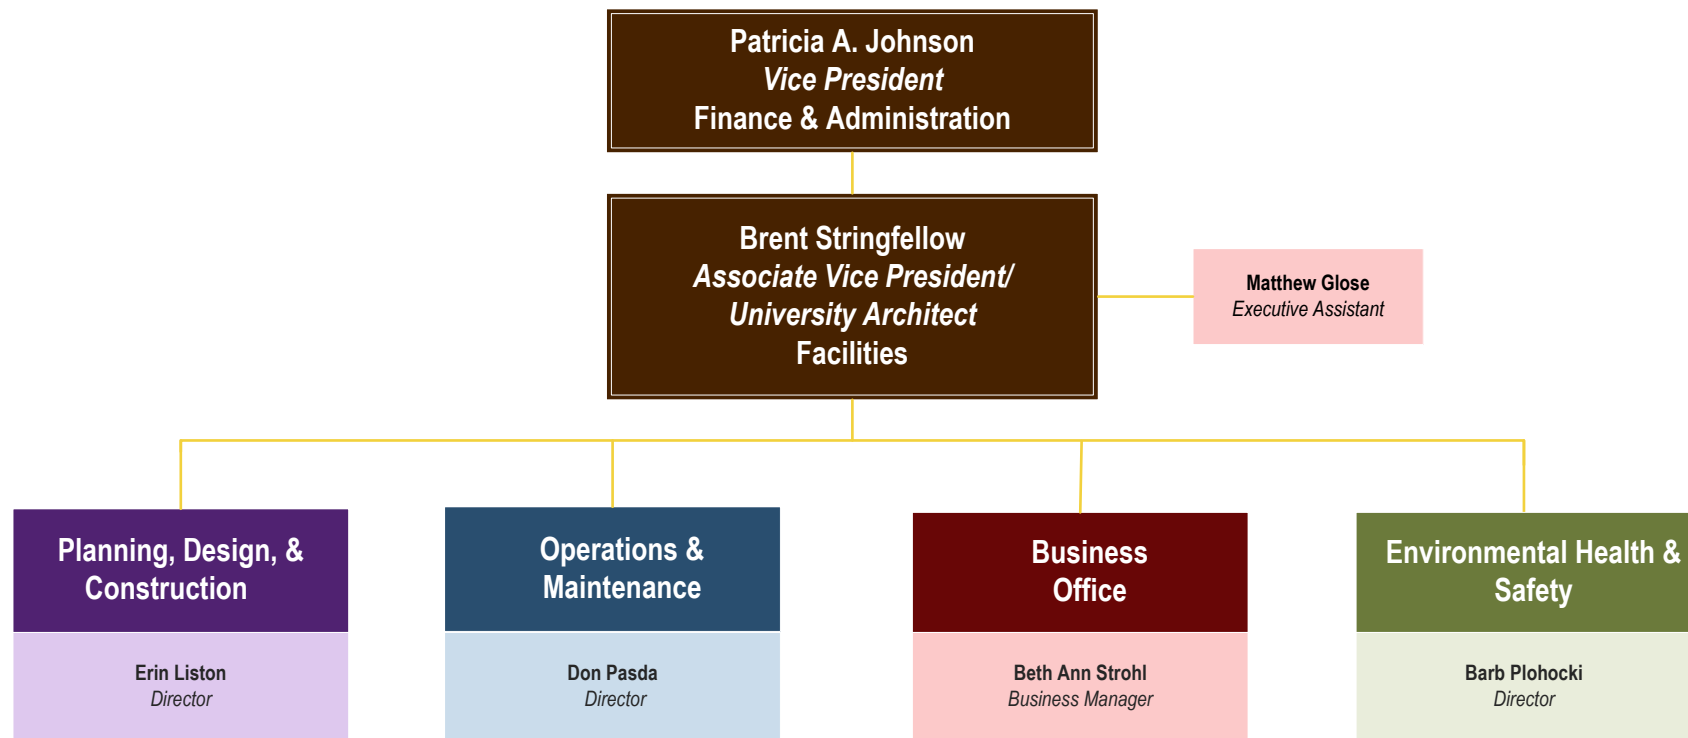 Patricia A. Johnson
Vice President
Finance & Administration
Brent Stringfellow
Associate Vice President/
University Architect
Facilities
Matthew Glose
Executive Assistant
Planning, Design, &
Construction
Erin Liston
Director
Operations &
Maintenance
Don Pasda
Director
Business
Office
Beth Ann Strohl
Business Manager
Environmental Health &
Safety
Barb Plohocki
Director